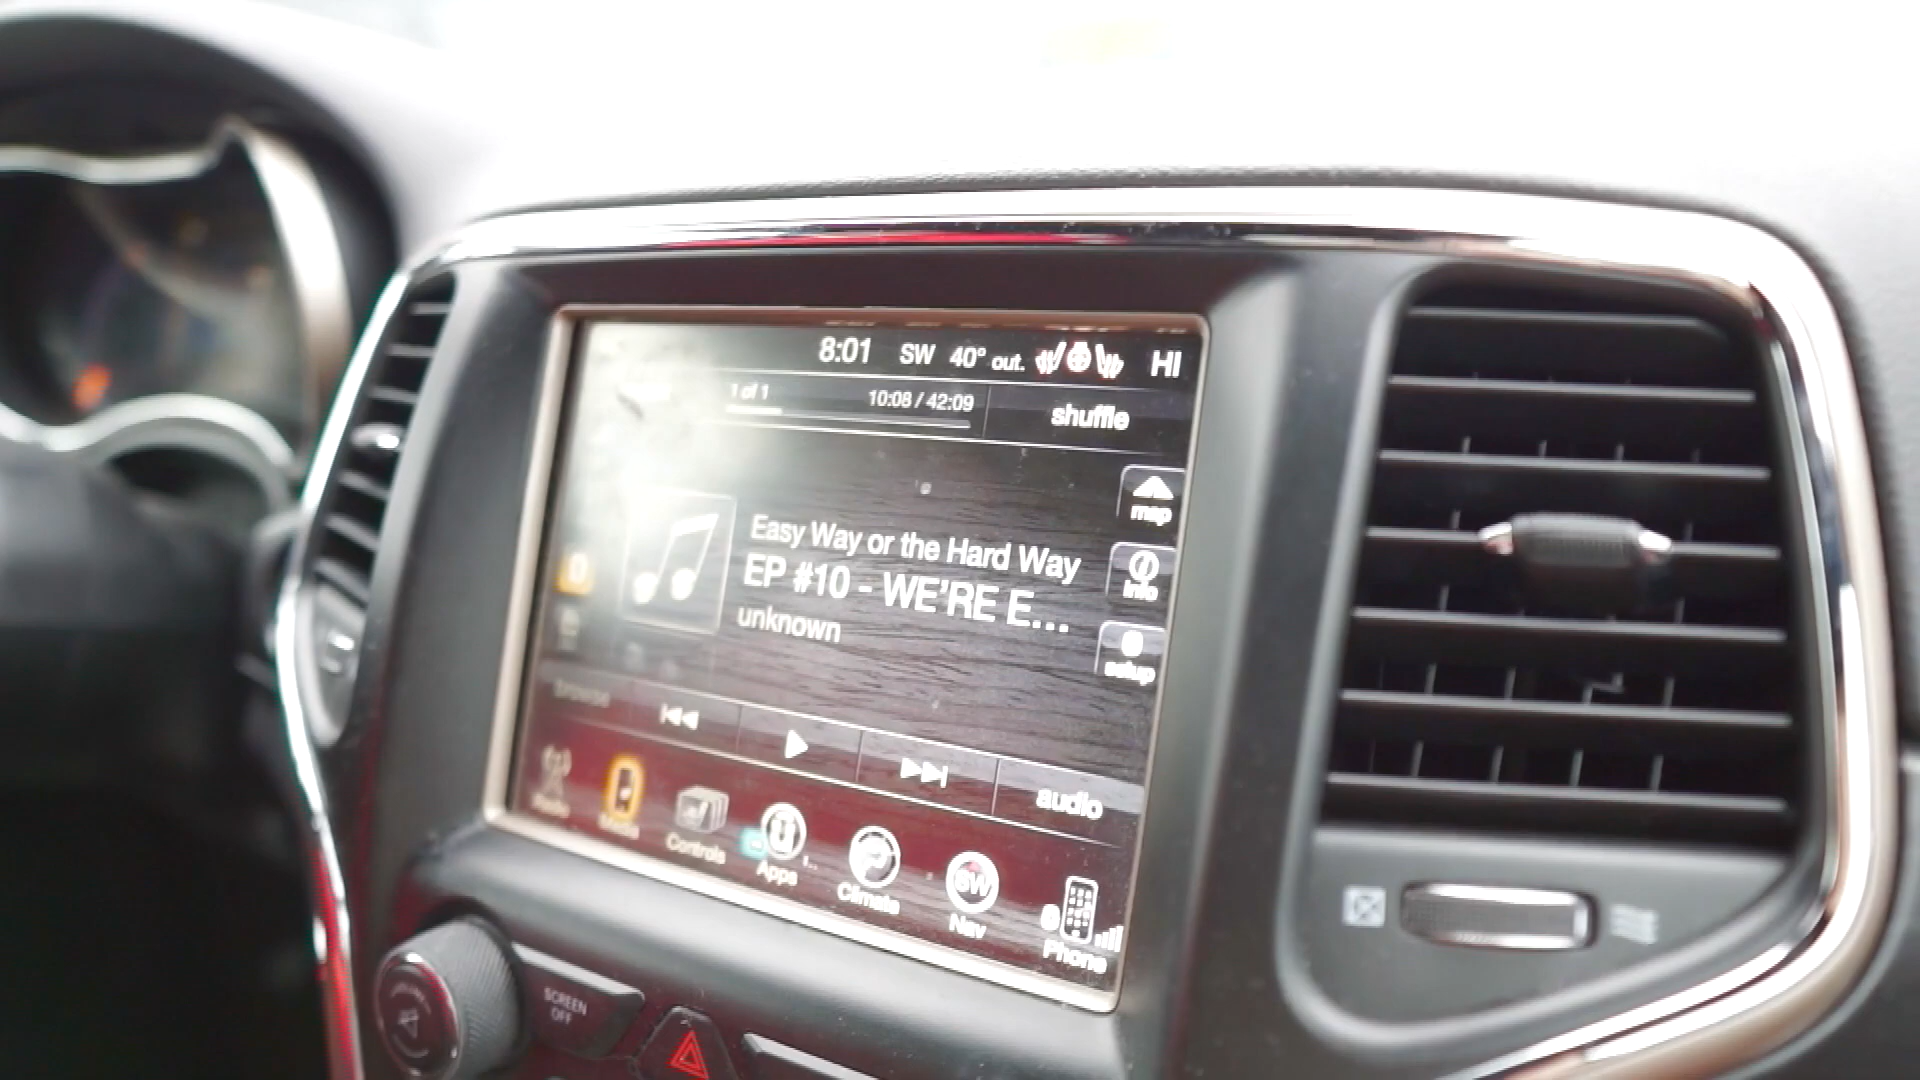 8:01 SW 40° out. HI
1 of 1 10:08 / 42:09 shuffle
map
Easy Way or the Hard Way
EP #10 - WE'RE E...
info
unknown
setup
browse
audio
Radio Media Controls Apps Climate SW Nav Phone
SCREEN
OFF